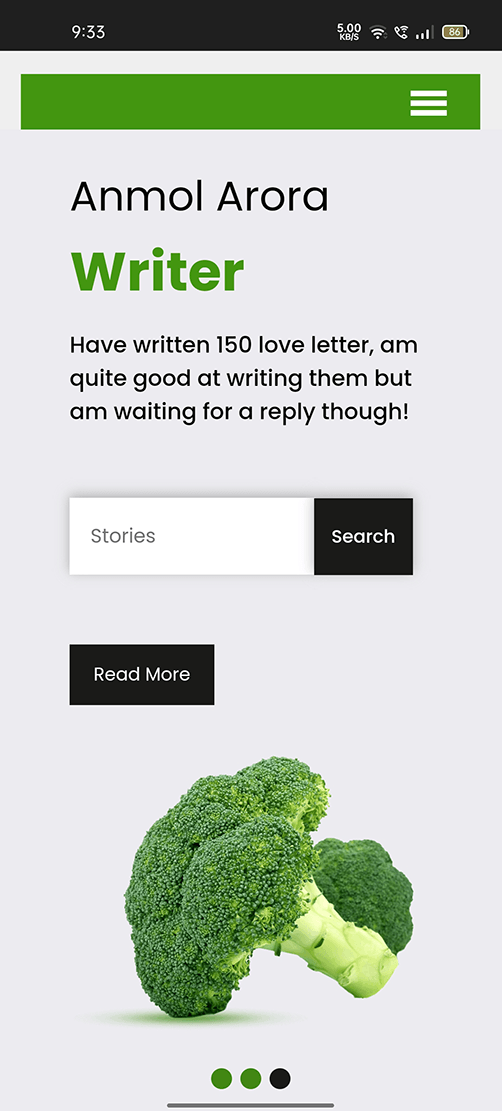 9:33
5.00
KB/S
86
Anmol Arora
Writer
Have written 150 love letter, am
quite good at writing them but
am waiting for a reply though!
Stories
Search
Read More